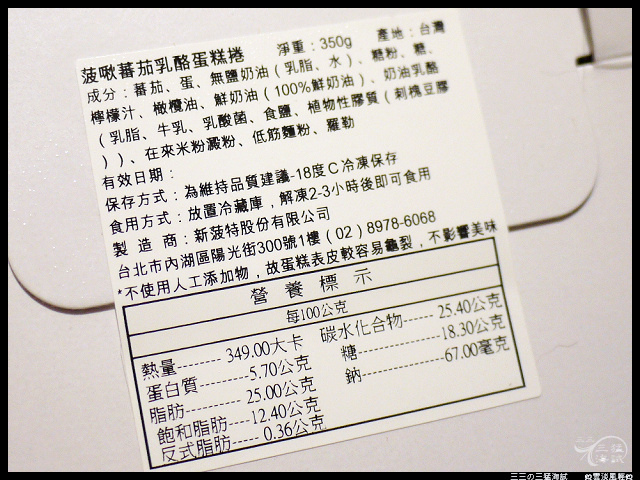 菠啾蕃茄乳酪蛋糕捲 淨重：350g 產地：台灣
成分：蕃茄、蛋、無鹽奶油（乳脂、水）、糖粉、糖、
檸檬汁、橄欖油、鮮奶油（100%鮮奶油）、奶油乳酪
（乳脂、牛乳、乳酸菌、食鹽、植物性膠質（刺槐豆膠
））、在來米粉澱粉、低筋麵粉、羅勒
有效日期：
保存方式：為維持品質建議-18度C冷凍保存
食用方式：放置冷藏庫，解凍2-3小時後即可食用
製 造 商：新菠特股份有限公司
台北市內湖區陽光街300號1樓（02）8978-6068
*不使用人工添加物，故蛋糕表皮較容易龜裂，不影響美味
營 養 標 示
每100公克
熱量-------- 349.00大卡
蛋白質--------- 5.70公克
脂肪---------- 25.00公克
飽和脂肪---- 12.40公克
反式脂肪---- 0.36公克
碳水化合物------ 25.40公克
糖-------------- 18.30公克
鈉-------------- 67.00毫克
三三の三猛海賊